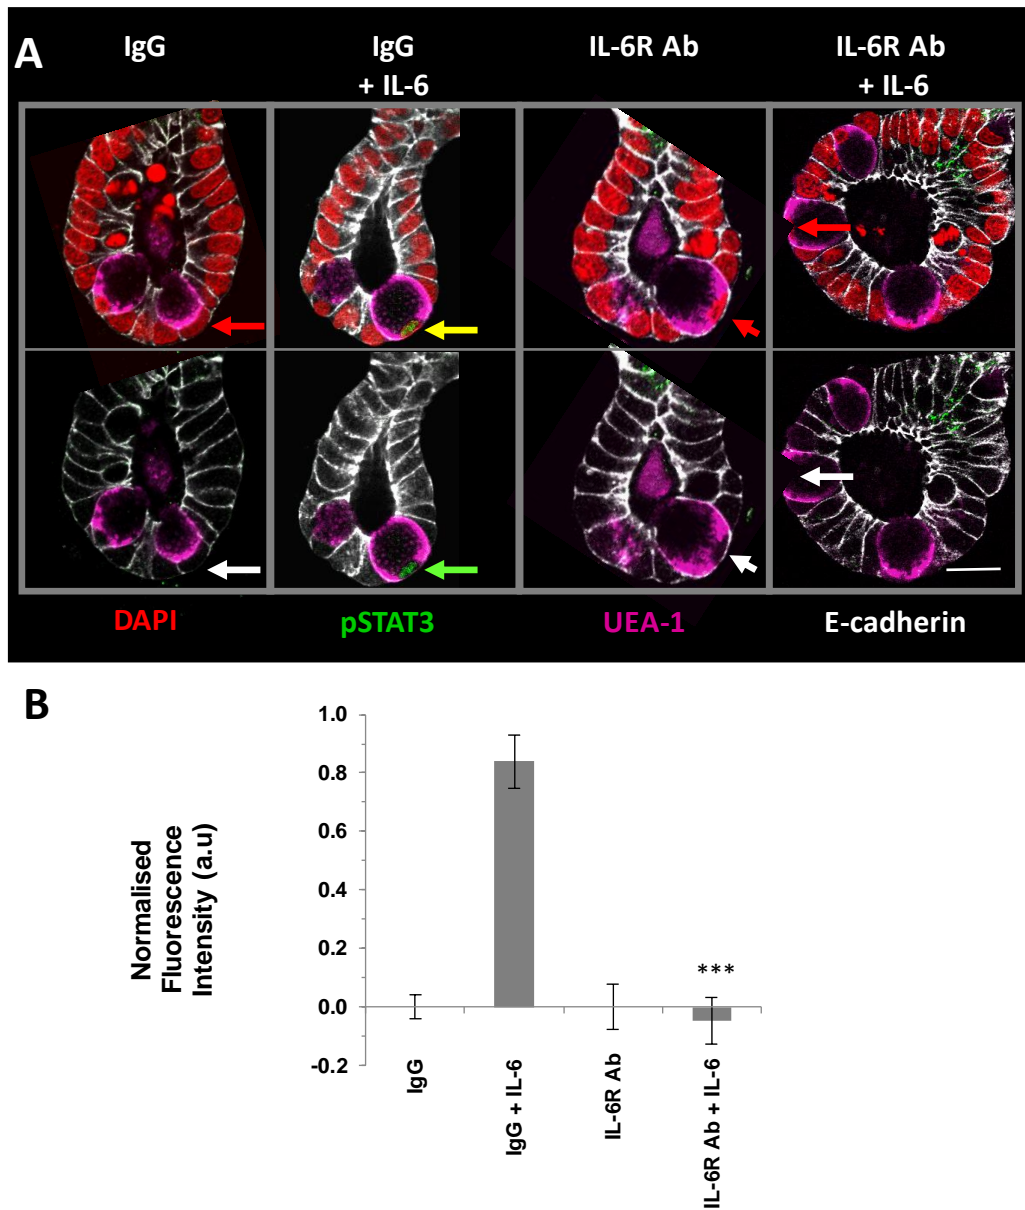 A
IgG
IgG
+ IL-6
IL-6R Ab
IL-6R Ab
+ IL-6
DAPI
pSTAT3
UEA-1
E-cadherin
B
Normalised
Fluorescence
Intensity (a.u)
1.0
0.8
0.6
0.4
0.2
0.0
-0.2
***
IgG
IgG + IL-6
IL-6R Ab
IL-6R Ab + IL-6